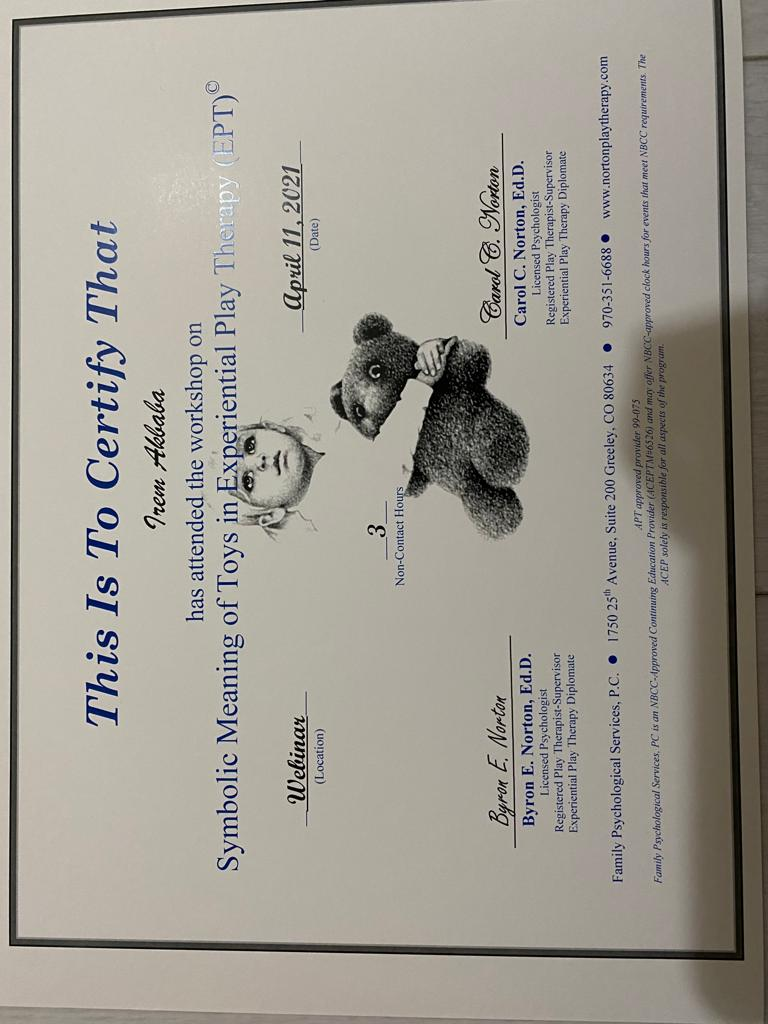 This Is To Certify That
Irem Akbaba
has attended the workshop on
Symbolic Meaning of Toys in Experiential Play Therapy (EPT)©
Webinar
(Location)
April 11, 2021
(Date)
3
Non-Contact Hours
Byron E. Norton
Byron E. Norton, Ed.D.
Licensed Psychologist
Registered Play Therapist-Supervisor
Experiential Play Therapy Diplomate
Carol C. Norton
Carol C. Norton, Ed.D.
Licensed Psychologist
Registered Play Therapist-Supervisor
Experiential Play Therapy Diplomate
Family Psychological Services, P.C. ● 1750 25th Avenue, Suite 200 Greeley, CO 80634 ● 970-351-6688 ● www.nortonplaytherapy.com
APT approved provider 99-075
Family Psychological Services, PC is an NBCC-Approved Continuing Education Provider (ACEPTM#6526) and may offer NBCC-approved clock hours for events that meet NBCC requirements. The
ACEP solely is responsible for all aspects of the program.